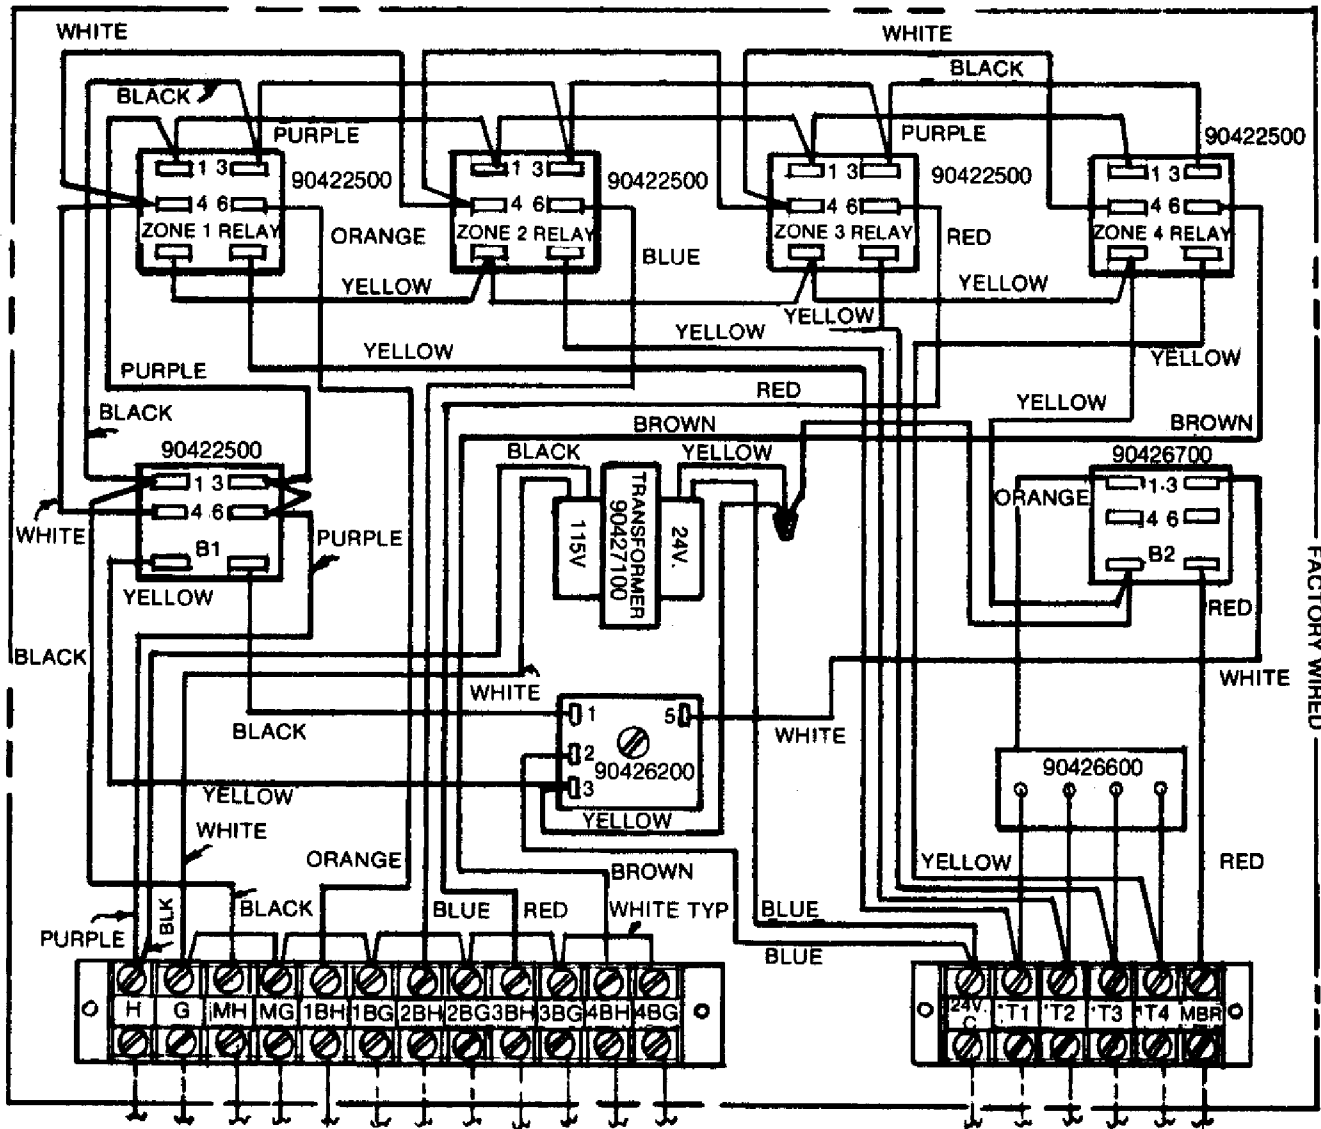 WHITE
WHITE
BLACK
BLACK
PURPLE
PURPLE
90422500
1 3
90422500
1 3
90422500
1 3
90422500
1 3
4 6
4 6
4 6
4 6
ZONE 1 RELAY
ORANGE
ZONE 2 RELAY
BLUE
ZONE 3 RELAY
RED
ZONE 4 RELAY
YELLOW
YELLOW
YELLOW
YELLOW
YELLOW
YELLOW
PURPLE
RED
YELLOW
BLACK
BROWN
BROWN
90422500
BLACK
YELLOW
90426700
1 3
ORANGE
1.3
4 6
4 6
WHITE
PURPLE
B1
115V
TRANSFORMER
90427100
24V.
B2
YELLOW
RED
FACTORY WIRED
BLACK
WHITE
WHITE
BLACK
1
5
WHITE
2
90426200
3
90426600
YELLOW
YELLOW
WHITE
ORANGE
BROWN
YELLOW
RED
BLACK
BLUE
RED
WHITE TYP
BLUE
PURPLE
BLK
BLUE
H
G
MH
MG
1BH
1BG
2BH
2BG
3BH
3BG
4BH
4BG
24V.
C
T1
T2
T3
T4
MBR